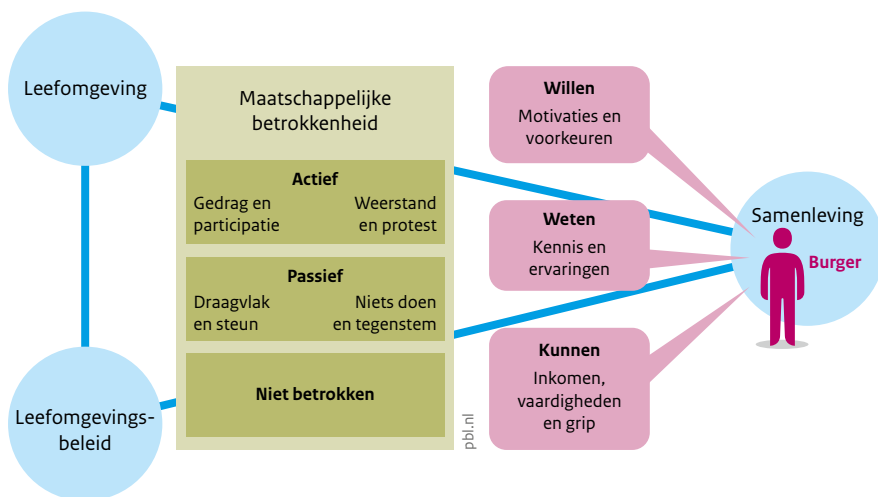 Leefomgeving
Leefomgevings-
beleid
Maatschappelijke
betrokkenheid
Actief
Gedrag en
participatie
Weerstand
en protest
Passief
Draagvlak
en steun
Niets doen
en tegenstem
Niet betrokken
pbl.nl
Willen
Motivaties en
voorkeuren
Weten
Kennis en
ervaringen
Kunnen
Inkomen,
vaardigheden
en grip
Samenleving
Burger